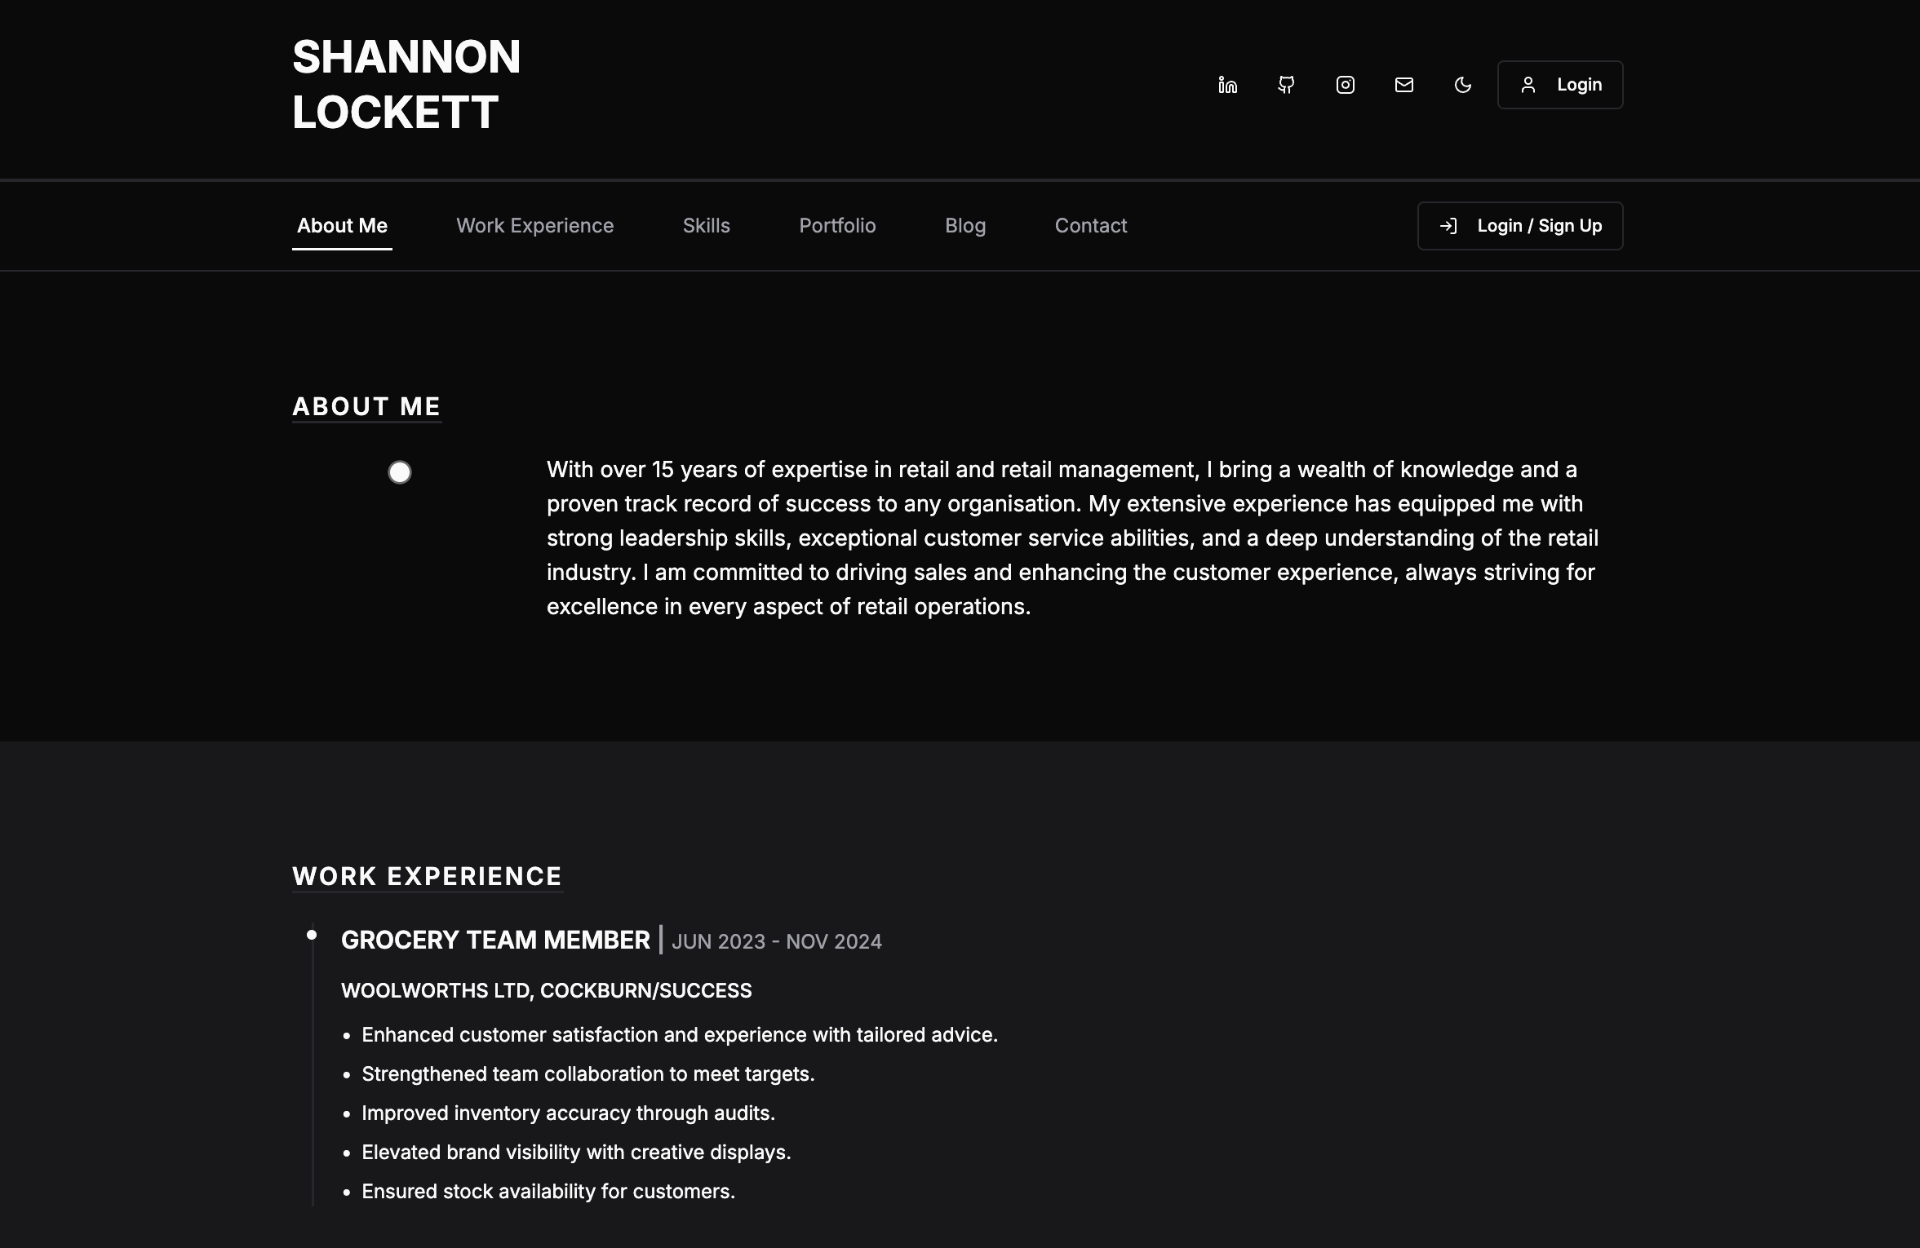 SHANNON
LOCKETT
Login
About Me
Work Experience
Skills
Portfolio
Blog
Contact
Login / Sign Up
ABOUT ME
With over 15 years of expertise in retail and retail management, I bring a wealth of knowledge and a
proven track record of success to any organisation. My extensive experience has equipped me with
strong leadership skills, exceptional customer service abilities, and a deep understanding of the retail
industry. I am committed to driving sales and enhancing the customer experience, always striving for
excellence in every aspect of retail operations.
WORK EXPERIENCE
GROCERY TEAM MEMBER | JUN 2023 - NOV 2024
WOOLWORTHS LTD, COCKBURN/SUCCESS
• Enhanced customer satisfaction and experience with tailored advice.
• Strengthened team collaboration to meet targets.
• Improved inventory accuracy through audits.
• Elevated brand visibility with creative displays.
• Ensured stock availability for customers.